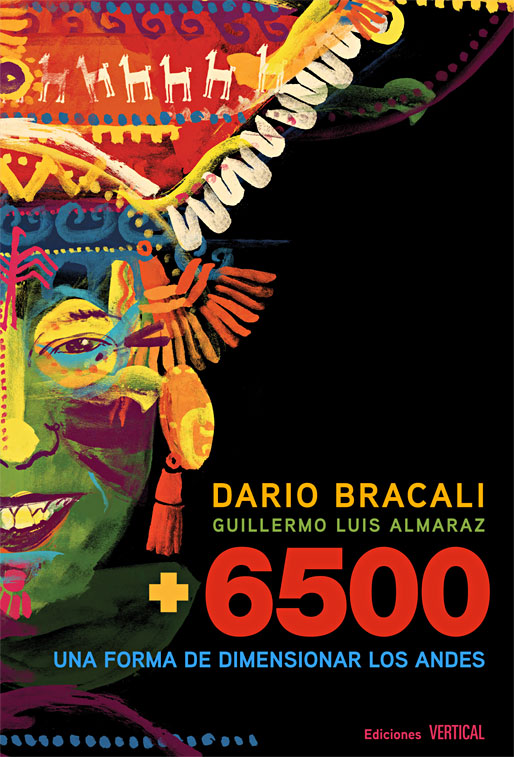 DARIO BRACALI
GUILLERMO LUIS ALMARAZ
+6500
UNA FORMA DE DIMENSIONAR LOS ANDES
Ediciones VERTICAL